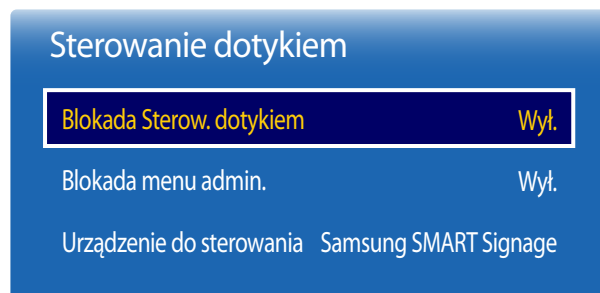 Sterowanie dotykiem
Blokada Sterow. dotykiem Wył.
Blokada menu admin. Wył.
Urządzenie do sterowania Samsung SMART Signage